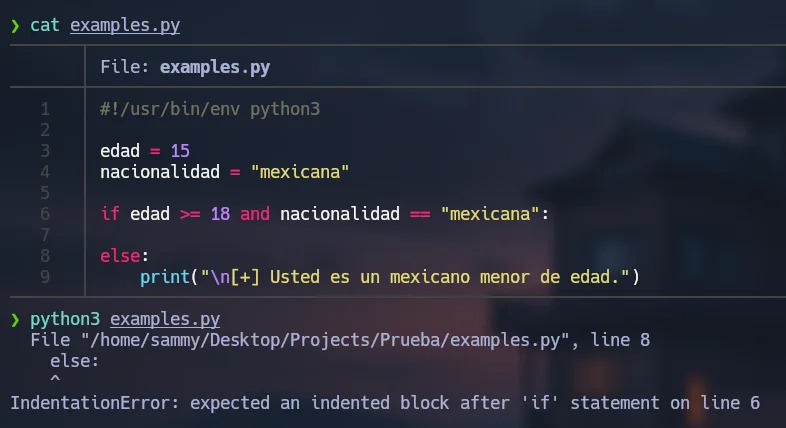 ❯ cat examples.py
File: examples.py
1 #!/usr/bin/env python3
2
3 edad = 15
4 nacionalidad = "mexicana"
5
6 if edad >= 18 and nacionalidad == "mexicana":
7
8 else:
9     print("\n[+] Usted es un mexicano menor de edad.")
❯ python3 examples.py
  File "/home/sammy/Desktop/Projects/Prueba/examples.py", line 8
    else:
    ^
IndentationError: expected an indented block after 'if' statement on line 6